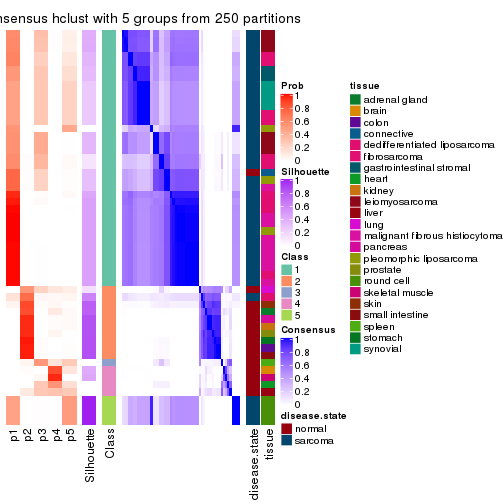 nsensus hclust with 5 groups from 250 partitions
Prob
1
0.8
0.6
0.4
0.2
0
Silhouette
1
0.8
0.6
0.4
0.2
0
Class
1
2
3
4
5
Consensus
1
0.8
0.6
0.4
0.2
0
disease.state
normal
sarcoma
tissue
adrenal gland
brain
colon
connective
dedifferentiated liposarcoma
fibrosarcoma
gastrointestinal stromal
heart
kidney
leiomyosarcoma
liver
lung
malignant fibrous histiocytoma
pancreas
pleomorphic liposarcoma
prostate
round cell
skeletal muscle
skin
small intestine
spleen
stomach
synovial
p1
p2
p3
p4
p5
Silhouette
Class
disease.state
tissue